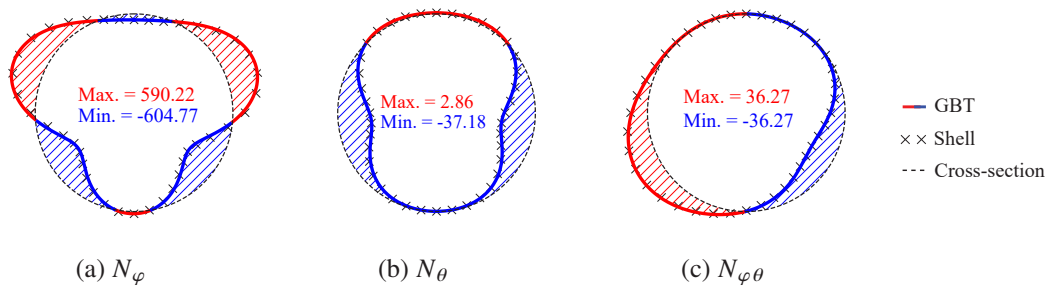 Max. = 590.22
Min. = -604.77
Max. = 2.86
Min. = -37.18
Max. = 36.27
Min. = -36.27
GBT
Shell
Cross-section
(a) Nφ
(b) Nθ
(c) Nφθ